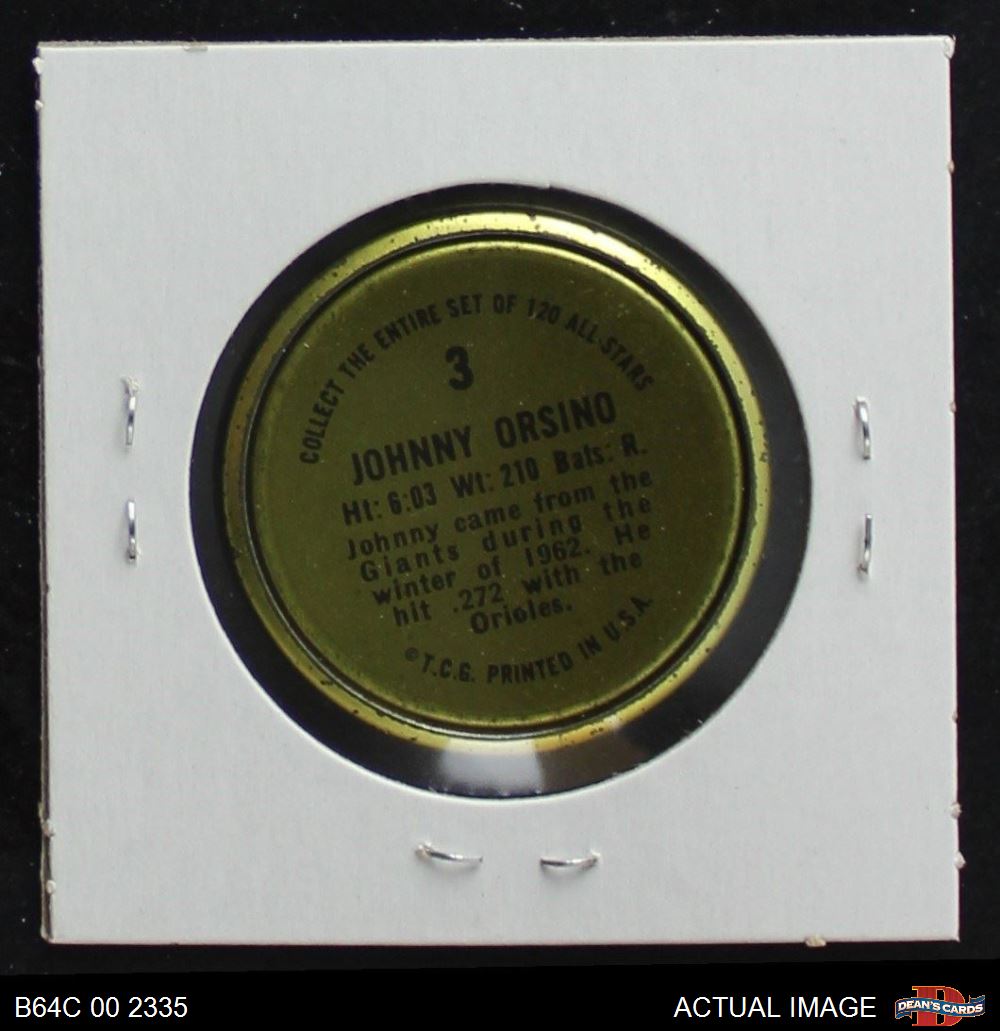 COLLECT THE ENTIRE SET OF 120 ALL-STARS
3
JOHNNY ORSINO
Ht: 6:03 Wt: 210 Bats: R.
Johnny came from the
Giants during the
winter of 1962. He
hit .272 with the
Orioles.
©T.C.G. PRINTED IN U.S.A.
B64C 00 2335
ACTUAL IMAGE
D
DEAN'S CARDS